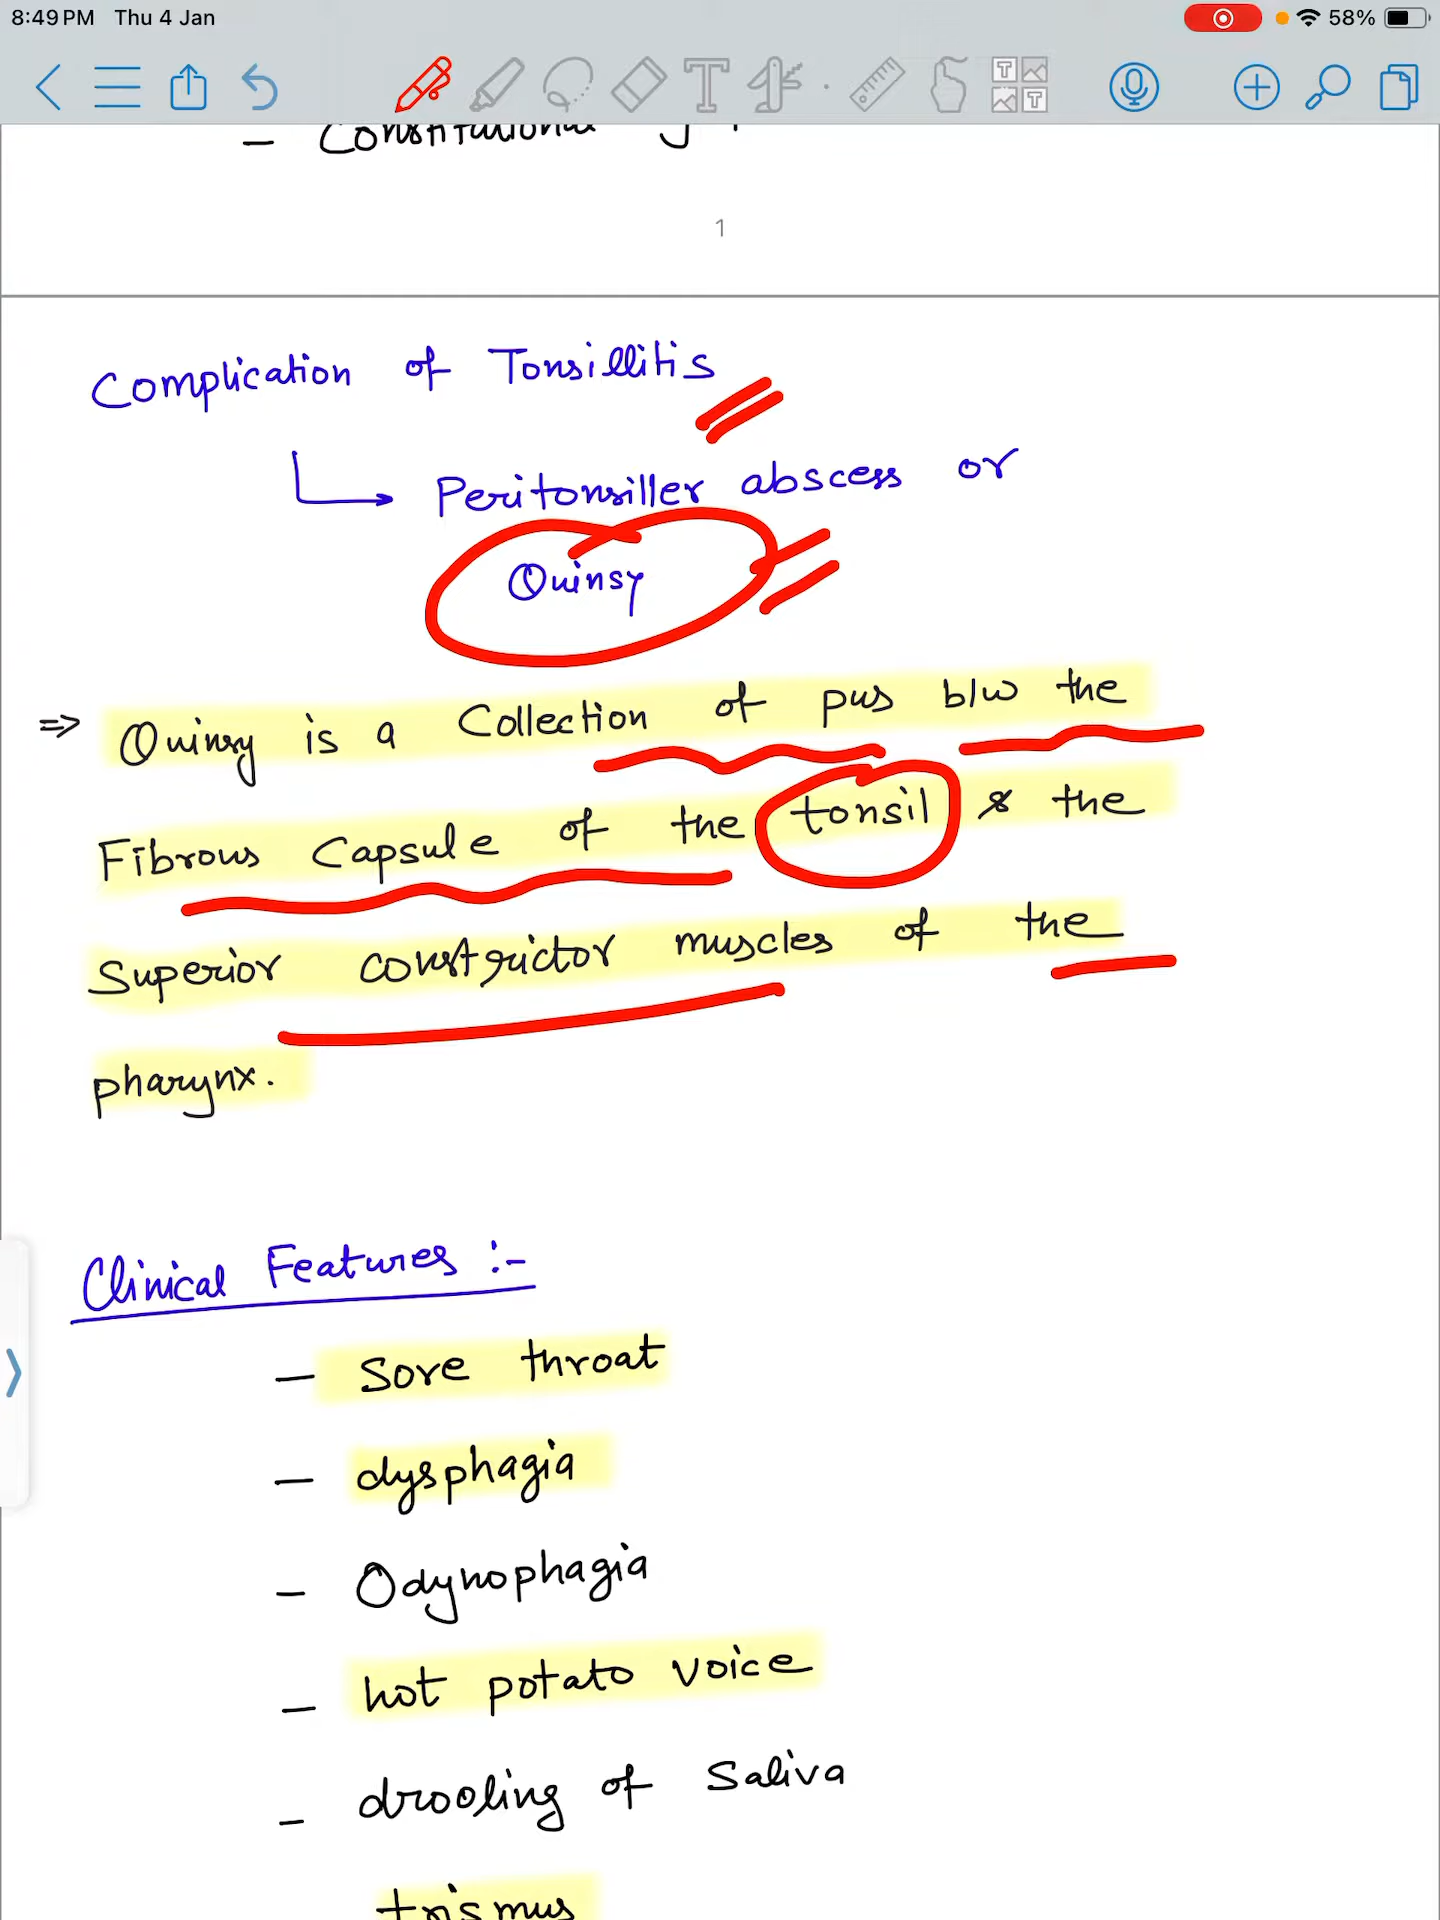 8:49 PM Thu 4 Jan
58%
– Constitutional
1
Complication of Tonsillitis
Peritonsiller abscess or
Quinsy
=> Quinsy is a Collection of pus b/w the
Fibrous Capsule of the tonsil & the
Superior constrictor muscles of the
pharynx.
Clinical Features :-
– Sore throat
– dysphagia
– Odynophagia
– hot potato voice
– drooling of Saliva
trismus